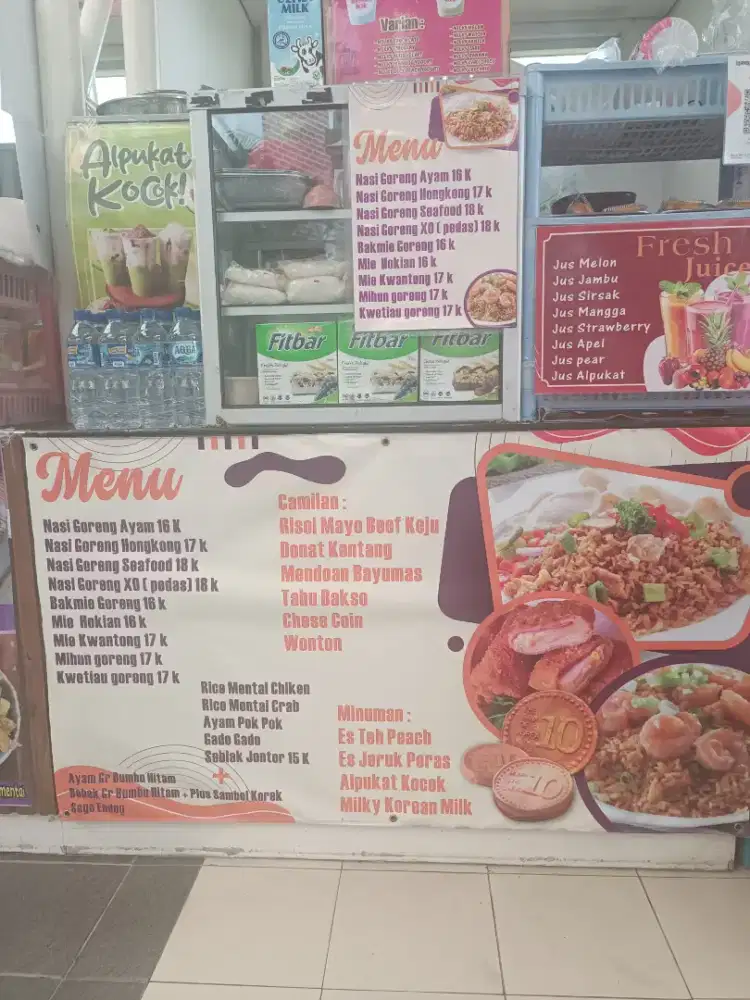 MILK
Varian :
Alpukat
Kocok!
Menu
Nasi Goreng Ayam 16 K
Nasi Goreng Hongkong 17 k
Nasi Goreng Seafood 18 k
Nasi Goreng XO ( pedas) 18 k
Bakmie Goreng 16 k
Mie Hokian 16 k
Mie Kwantong 17 k
Mihun goreng 17 k
Kwetiau goreng 17 k
Fitbar
Fitbar
Fitbar
AQUA
Fresh
Juice
Jus Melon
Jus Jambu
Jus Sirsak
Jus Mangga
Jus Strawberry
Jus Apel
Jus pear
Jus Alpukat
Menu
Nasi Goreng Ayam 16 K
Nasi Goreng Hongkong 17 k
Nasi Gereng Seafood 18 k
Nasi Goreng XO ( pedas) 18 k
Bakmie Goreng 16 k
Mie Hokian 16 k
Mie Kwantong 17 k
Mihun goreng 17 k
Kwetiau goreng 17 k
Camilan :
Risol Mayo Beef Keju
Donat Kentang
Mendoan Bayumas
Tahu Bakso
Chese Coin
Wonton
Rice Mentai Chiken
Rice Mentai Crab
Ayam Pok Pok
Gado Gado
Seblak Jontor 15 K
Ayam Gr Bumbu Hitam
Bebek Gr Bumbu Hitam + Plus Sambel Korek
Minuman :
Es Teh Peach
Es Jeruk Peras
Alpukat Kocok
Milky Korean Milk
10
10
mentai